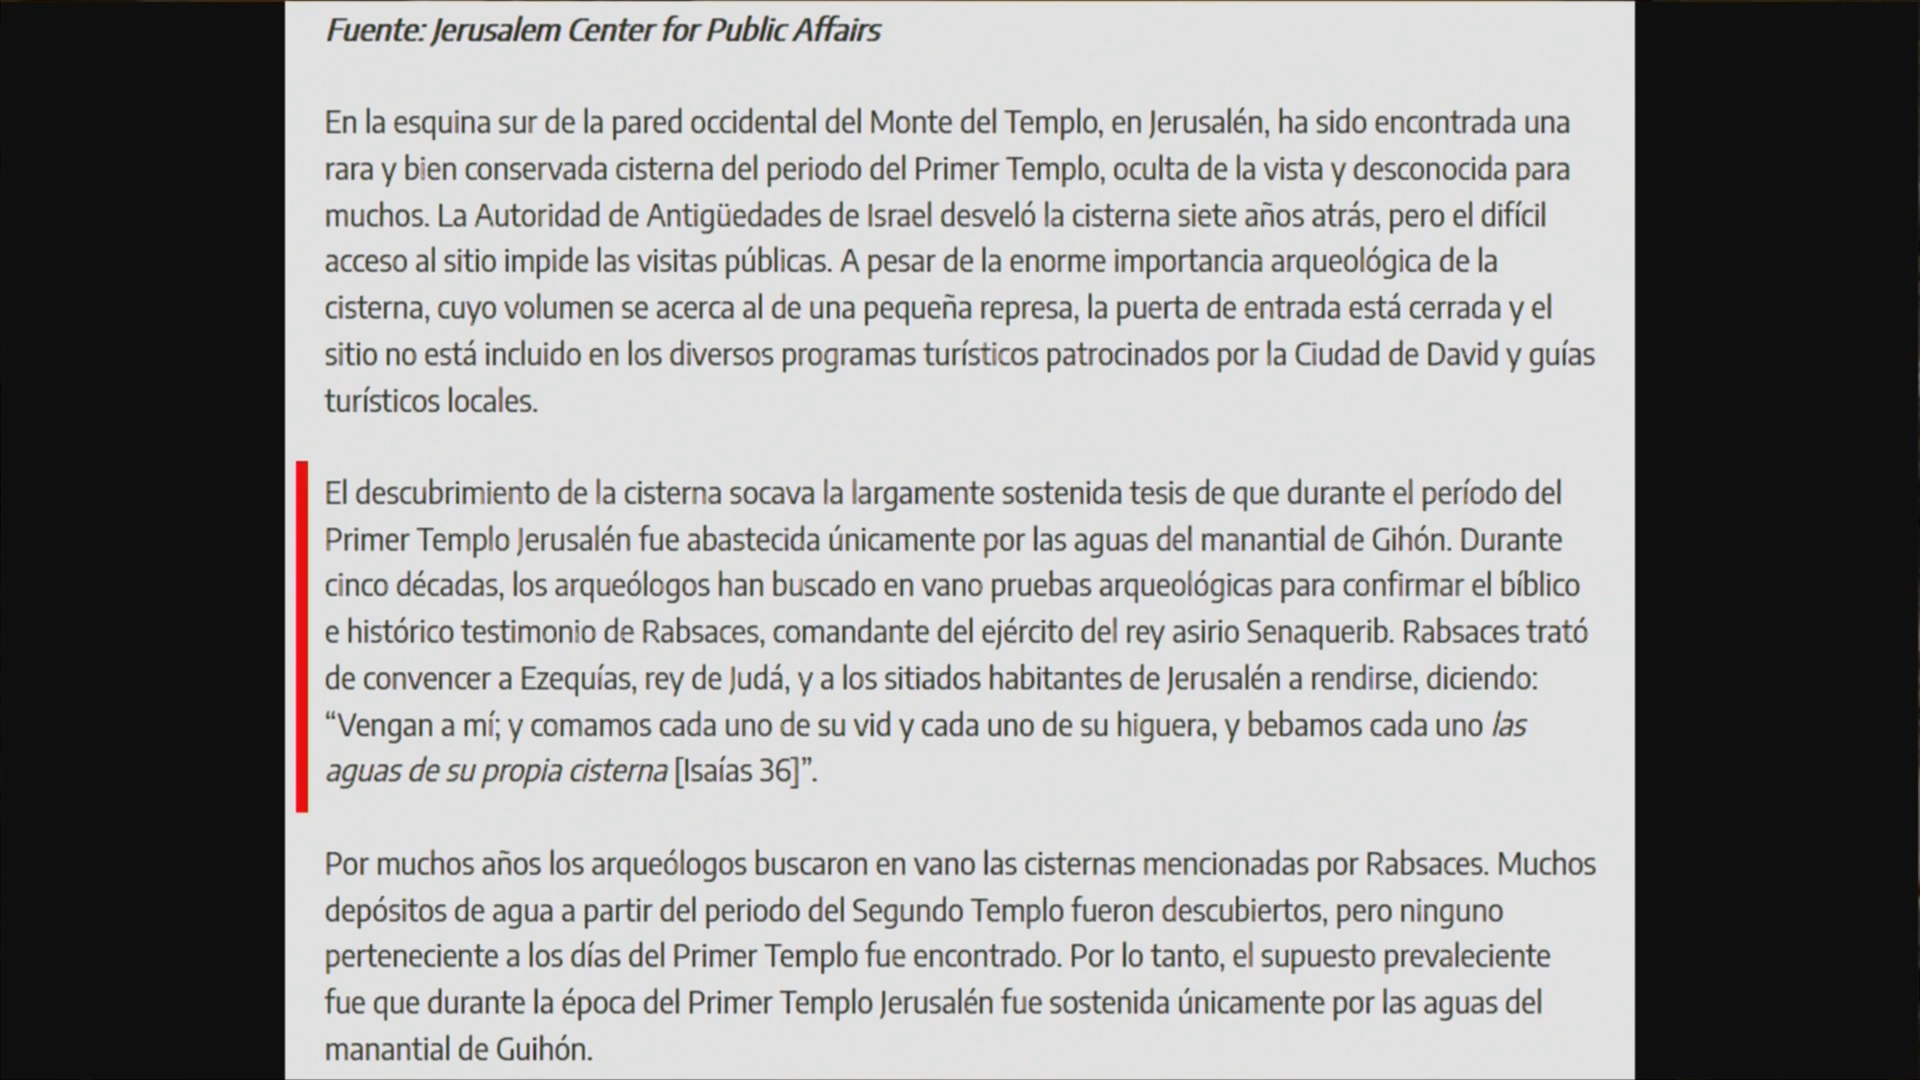 Fuente: Jerusalem Center for Public Affairs
En la esquina sur de la pared occidental del Monte del Templo, en Jerusalén, ha sido encontrada una
rara y bien conservada cisterna del periodo del Primer Templo, oculta de la vista y desconocida para
muchos. La Autoridad de Antigüedades de Israel desveló la cisterna siete años atrás, pero el difícil
acceso al sitio impide las visitas públicas. A pesar de la enorme importancia arqueológica de la
cisterna, cuyo volumen se acerca al de una pequeña represa, la puerta de entrada está cerrada y el
sitio no está incluido en los diversos programas turísticos patrocinados por la Ciudad de David y guías
turísticos locales.
El descubrimiento de la cisterna socava la largamente sostenida tesis de que durante el período del
Primer Templo Jerusalén fue abastecida únicamente por las aguas del manantial de Gihón. Durante
cinco décadas, los arqueólogos han buscado en vano pruebas arqueológicas para confirmar el bíblico
e histórico testimonio de Rabsaces, comandante del ejército del rey asirio Senaquerib. Rabsaces trató
de convencer a Ezequías, rey de Judá, y a los sitiados habitantes de Jerusalén a rendirse, diciendo:
“Vengan a mí; y comamos cada uno de su vid y cada uno de su higuera, y bebamos cada uno las
aguas de su propia cisterna [Isaías 36]”.
Por muchos años los arqueólogos buscaron en vano las cisternas mencionadas por Rabsaces. Muchos
depósitos de agua a partir del periodo del Segundo Templo fueron descubiertos, pero ninguno
perteneciente a los días del Primer Templo fue encontrado. Por lo tanto, el supuesto prevaleciente
fue que durante la época del Primer Templo Jerusalén fue sostenida únicamente por las aguas del
manantial de Guihón.